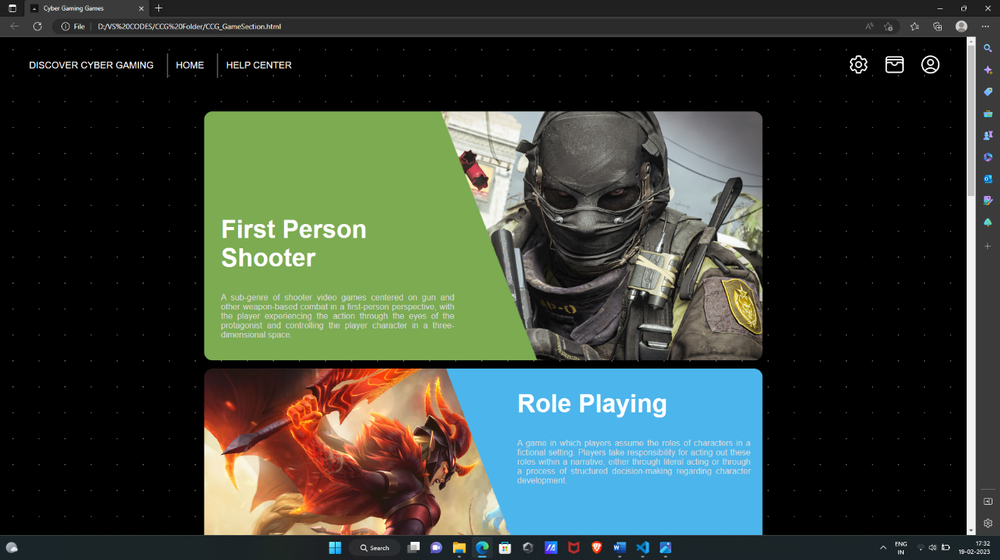 Cyber Gaming Games
File
D:/VS%20CODES/CCG%20Folder/CCG_GameSection.html
DISCOVER CYBER GAMING
HOME
HELP CENTER
First Person
Shooter
A sub-genre of shooter video games centered on gun and
other weapon-based combat in a first-person perspective, with
the player experiencing the action through the eyes of the
protagonist and controlling the player character in a three-
dimensional space.
Role Playing
A game in which players assume the roles of characters in a
fictional setting. Players take responsibility for acting out these
roles within a narrative, either through literal acting or through
a process of structured decision-making regarding character
development.
Search
ENG
IN
17:32
19-02-2023